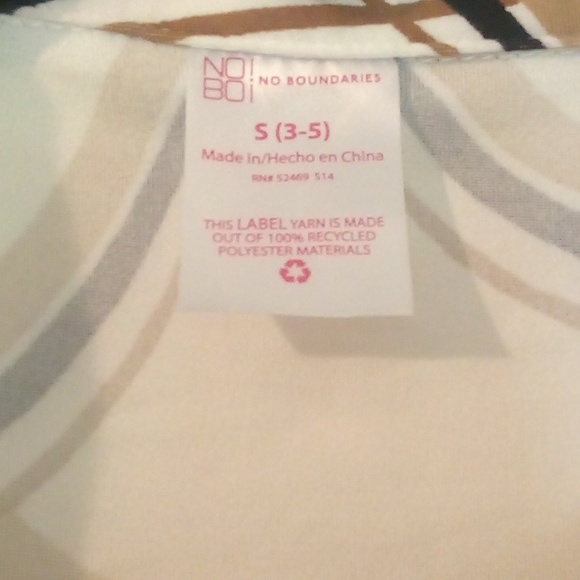 NO!
BO! NO BOUNDARIES
S (3-5)
Made in/Hecho en China
RN# 52469 514
THIS LABEL YARN IS MADE
OUT OF 100% RECYCLED
POLYESTER MATERIALS